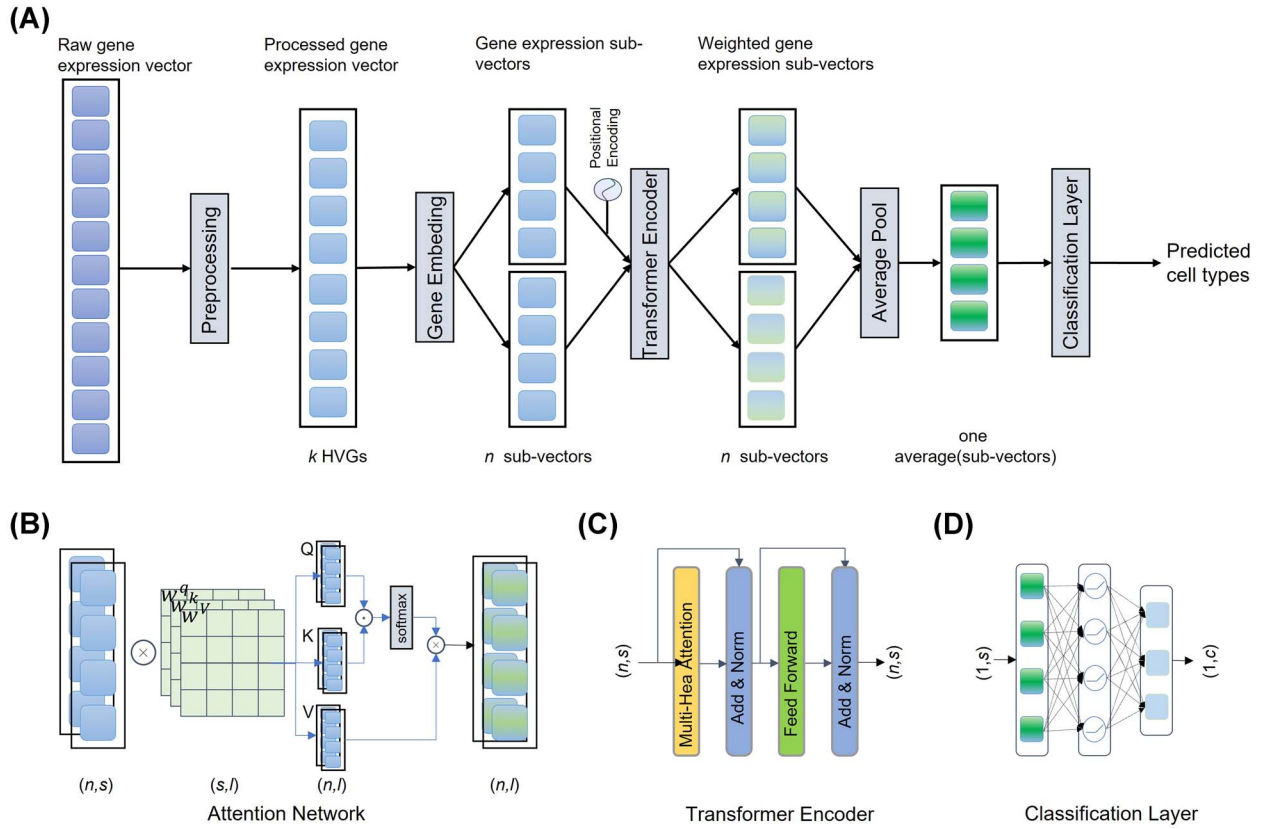 (A)
Raw gene
expression vector
Processed gene
expression vector
Gene expression sub-
vectors
Weighted gene
expression sub-vectors
Preprocessing
Gene Embeding
Positional
Encoding
Transformer Encoder
Average Pool
Classification Layer
Predicted
cell types
k HVGs
n sub-vectors
n sub-vectors
one
average(sub-vectors)
(B)
W^q
W^k
W^V
Q
K
V
softmax
(n,s)
(s,l)
(n,l)
(n,l)
Attention Network
(C)
(n,s)
Multi-Hea Attention
Add & Norm
Feed Forward
Add & Norm
(n,s)
Transformer Encoder
(D)
(1,s)
(1,c)
Classification Layer